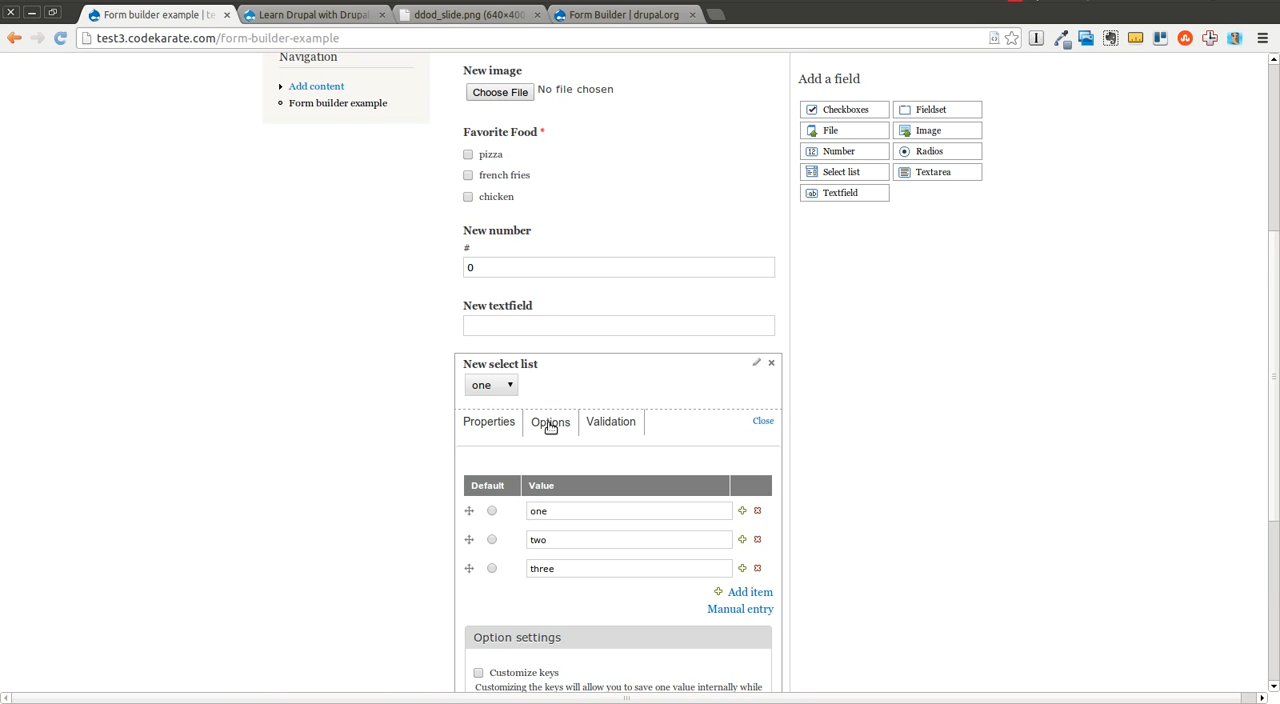 Form builder example | te
Learn Drupal with Drupal
ddod_slide.png (640×400
Form Builder | drupal.org
test3.codekarate.com/form-builder-example
Navigation
Add content
Form builder example
New image
Choose File No file chosen
Favorite Food *
pizza
french fries
chicken
New number
#
0
New textfield
New select list
one
Properties Options Validation Close
Default Value
one
two
three
Add item
Manual entry
Option settings
Customize keys
Customizing the keys will allow you to save one value internally while
Add a field
Checkboxes Fieldset
File Image
Number Radios
Select list Textarea
Textfield